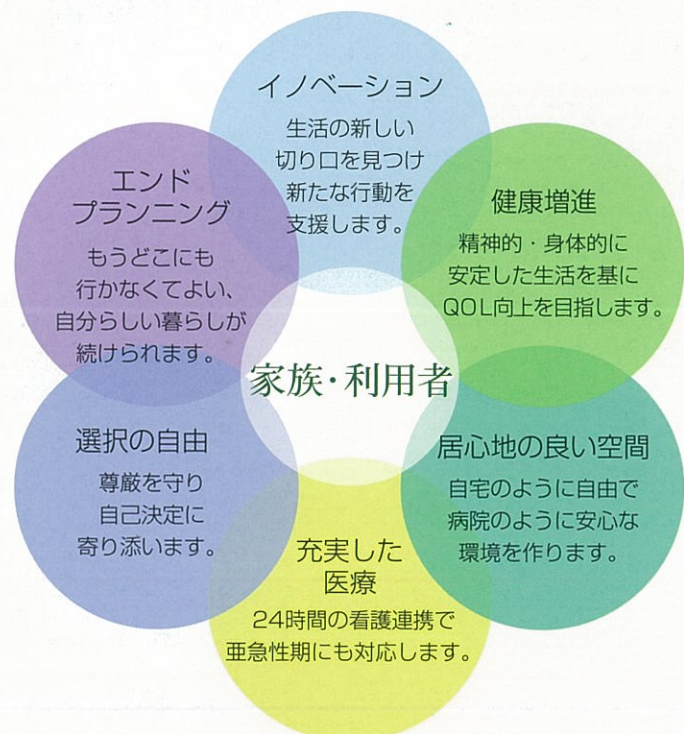 イノベーション
生活の新しい
切り口を見つけ
新たな行動を
支援します。
健康増進
精神的・身体的に
安定した生活を基に
QOL向上を目指します。
居心地の良い空間
自宅のように自由で
病院のように安心な
環境を作ります。
充実した
医療
24時間の看護連携で
亜急性期にも対応します。
選択の自由
尊厳を守り
自己決定に
寄り添います。
エンド
プランニング
もうどこにも
行かなくてよい、
自分らしい暮らしが
続けられます。
家族・利用者